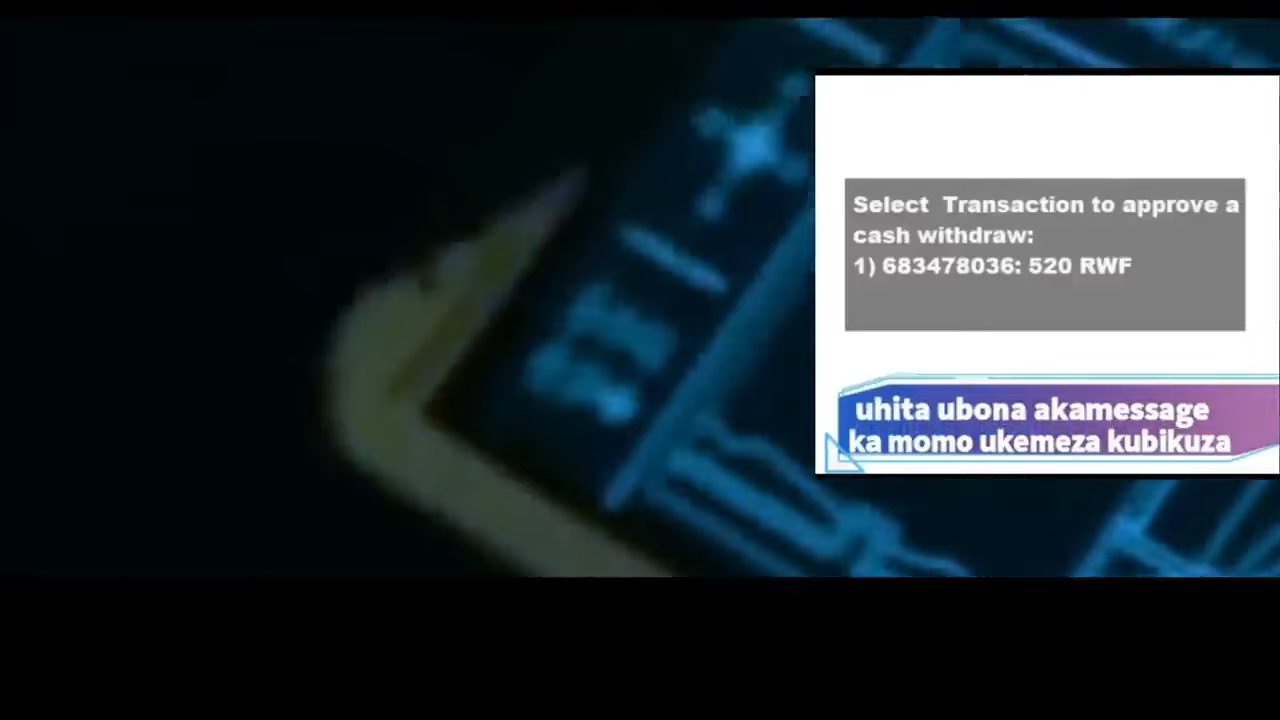 Select Transaction to approve a
cash withdraw:
1) 683478036: 520 RWF
uhita ubona akamessage
ka momo ukemeza kubikuza